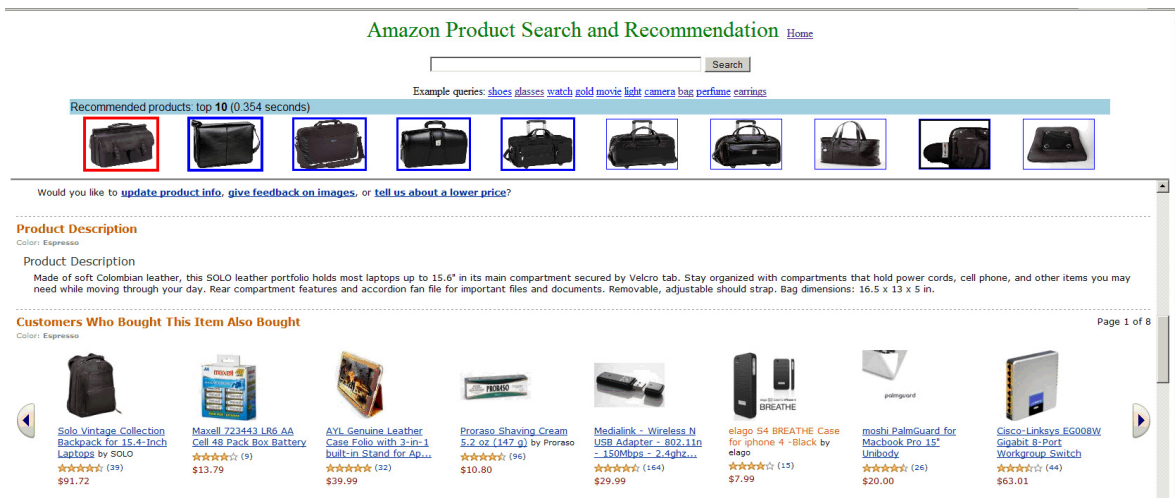 Amazon Product Search and Recommendation Home
Search
Example queries: shoes glasses watch gold movie light camera bag perfume earrings
Recommended products: top 10 (0.354 seconds)
Would you like to update product info, give feedback on images, or tell us about a lower price?
Product Description
Color: Espresso
Product Description
Made of soft Colombian leather, this SOLO leather portfolio holds most laptops up to 15.6" in its main compartment secured by Velcro tab. Stay organized with compartments that hold power cords, cell phone, and other items you may
need while moving through your day. Rear compartment features and accordion fan file for important files and documents. Removable, adjustable should strap. Bag dimensions: 16.5 x 13 x 5 in.
Customers Who Bought This Item Also Bought
Page 1 of 8
Color: Espresso
maxell
PRORASO
BREATHE
palmguard
Solo Vintage Collection
Backpack for 15.4-Inch
Laptops by SOLO
(39)
$91.72
Maxell 723443 LR6 AA
Cell 48 Pack Box Battery
(9)
$13.79
AYL Genuine Leather
Case Folio with 3-in-1
built-in Stand for Ap...
(32)
$39.99
Proraso Shaving Cream
5.2 oz (147 g) by Proraso
(96)
$10.80
Medialink - Wireless N
USB Adapter - 802.11n
- 150Mbps - 2.4ghz...
(164)
$29.99
elago S4 BREATHE Case
for iphone 4 -Black by
elago
(15)
$7.99
moshi PalmGuard for
Macbook Pro 15"
Unibody
(26)
$20.00
Cisco-Linksys EG008W
Gigabit 8-Port
Workgroup Switch
(44)
$63.01